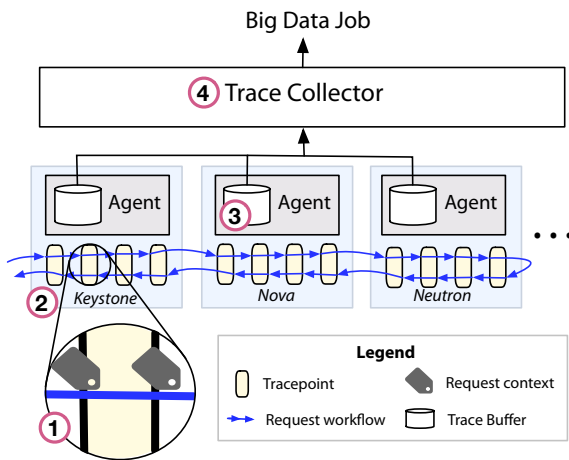 Big Data Job
4 Trace Collector
Agent Agent Agent
3
...
2 Keystone Nova Neutron
1
Legend
Tracepoint Request context
Request workflow Trace Buffer